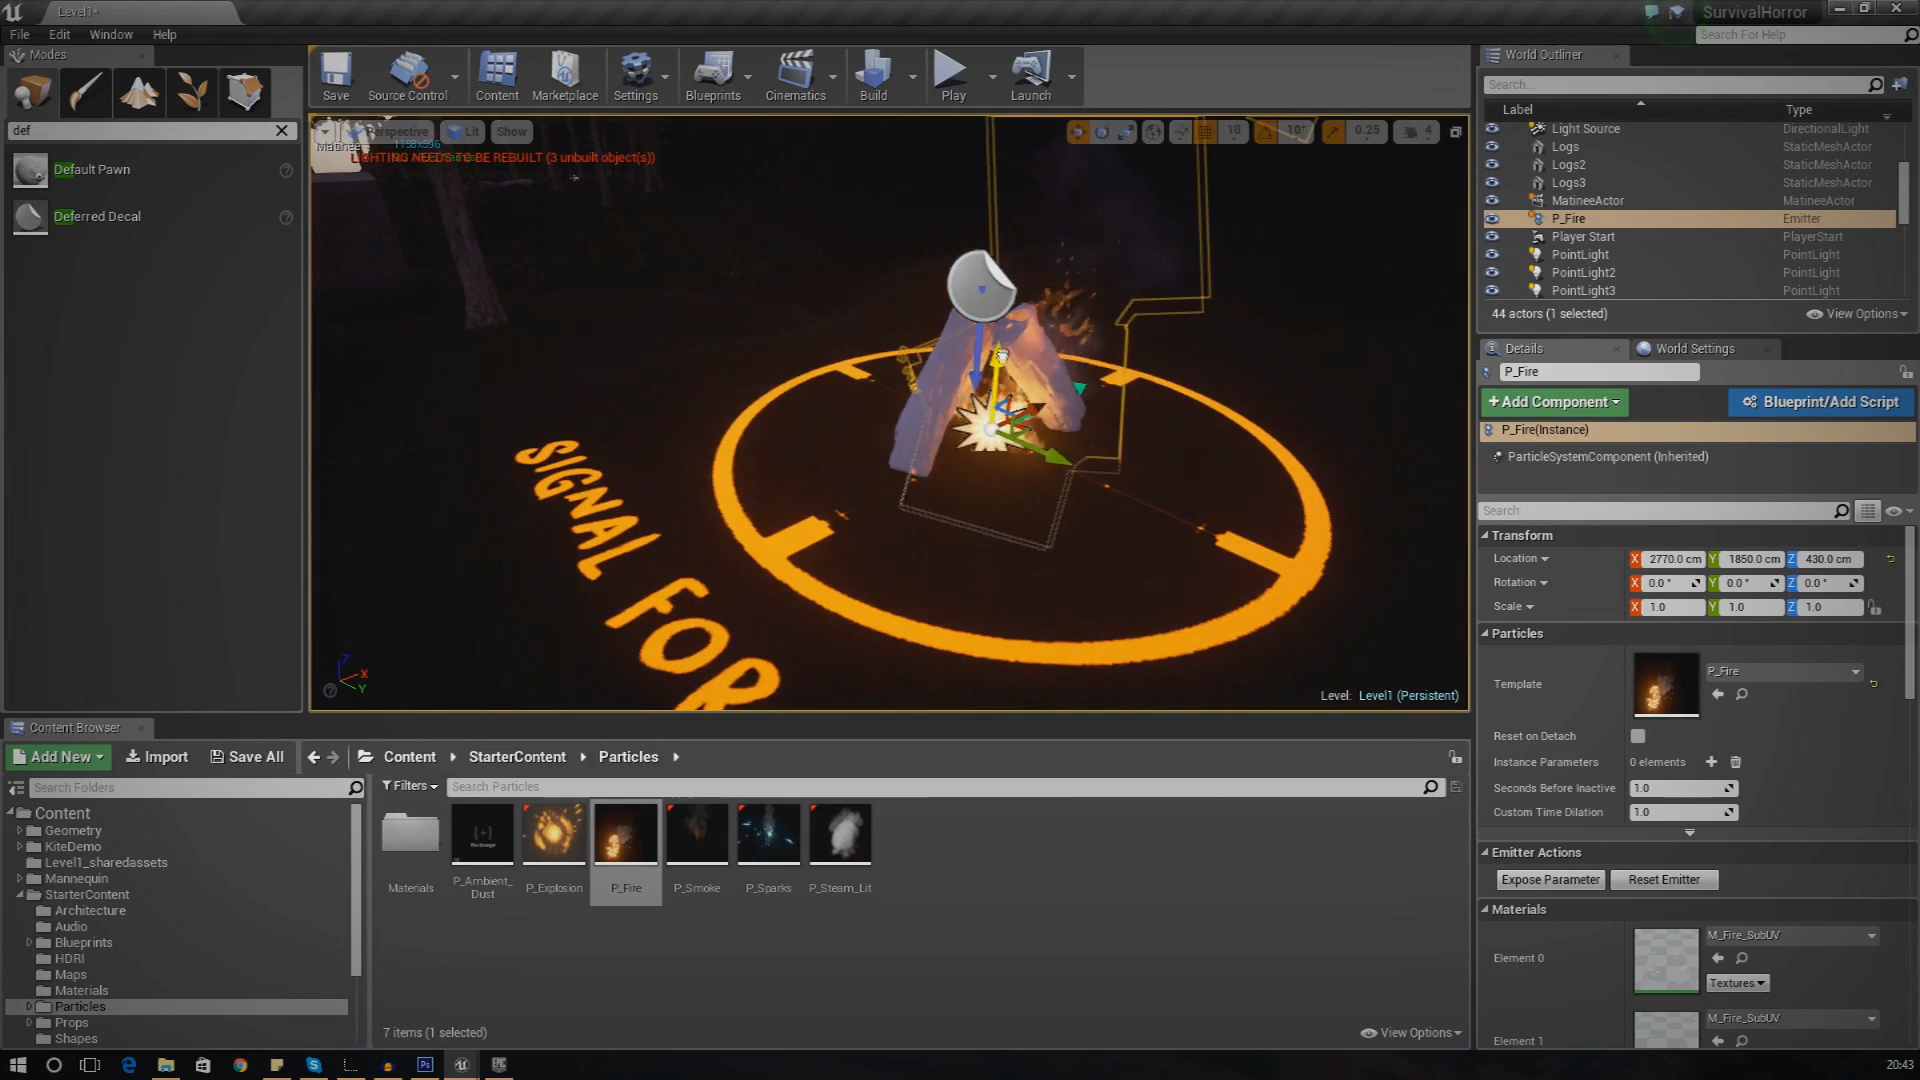 Level1*
SurvivalHorror
File Edit Window Help
Search For Help
Modes
Save
Source Control
Content
Marketplace
Settings
Blueprints
Cinematics
Build
Play
Launch
def
Default Pawn
Deferred Decal
Perspective Lit Show
Matinee
LIGHTING NEEDS TO BE REBUILT (3 unbuilt object(s))
10 10° 0.25 4
SIGNAL FOR
Z X Y
Level: Level1 (Persistent)
World Outliner
Search...
Label Type
Light Source DirectionalLight
Logs StaticMeshActor
Logs2 StaticMeshActor
Logs3 StaticMeshActor
MatineeActor MatineeActor
P_Fire Emitter
Player Start PlayerStart
PointLight PointLight
PointLight2 PointLight
PointLight3 PointLight
44 actors (1 selected) View Options
Details World Settings
P_Fire
+Add Component Blueprint/Add Script
P_Fire(Instance)
ParticleSystemComponent (Inherited)
Search
Transform
Location X 2770.0 cm Y 1850.0 cm Z 430.0 cm
Rotation X 0.0 ° Y 0.0 ° Z 0.0 °
Scale X 1.0 Y 1.0 Z 1.0
Particles
Template P_Fire
Reset on Detach
Instance Parameters 0 elements
Seconds Before Inactive 1.0
Custom Time Dilation 1.0
Emitter Actions
Expose Parameter Reset Emitter
Materials
Element 0 M_Fire_SubUV
Textures
Element 1 M_Fire_SubUV
Content Browser
Add New Import Save All Content StarterContent Particles
Search Folders
Filters Search Particles
Content
Geometry
KiteDemo
Level1_sharedassets
Mannequin
StarterContent
Architecture
Audio
Blueprints
HDRI
Maps
Materials
Particles
Props
Shapes
Materials
P_Ambient_
Dust
P_Explosion
P_Fire
P_Smoke
P_Sparks
P_Steam_Lit
7 items (1 selected) View Options
20:43